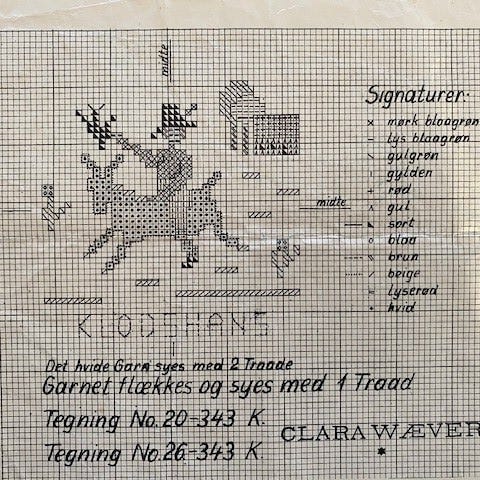 midte
Signaturer:
× mørk blaagrøn
- lys blaagrøn
\ gulgrøn
ı gylden
+ rød
ʌ gul
midte
sort
o blaa
brun
beige
lyserød
• hvid
KLODSHANS
Det hvide Garn syes med 2 Traade
Garnet flækkes og syes med 1 Traad
Tegning No. 20-343 K.
Tegning No. 26-343 K.
CLARA WÆVER